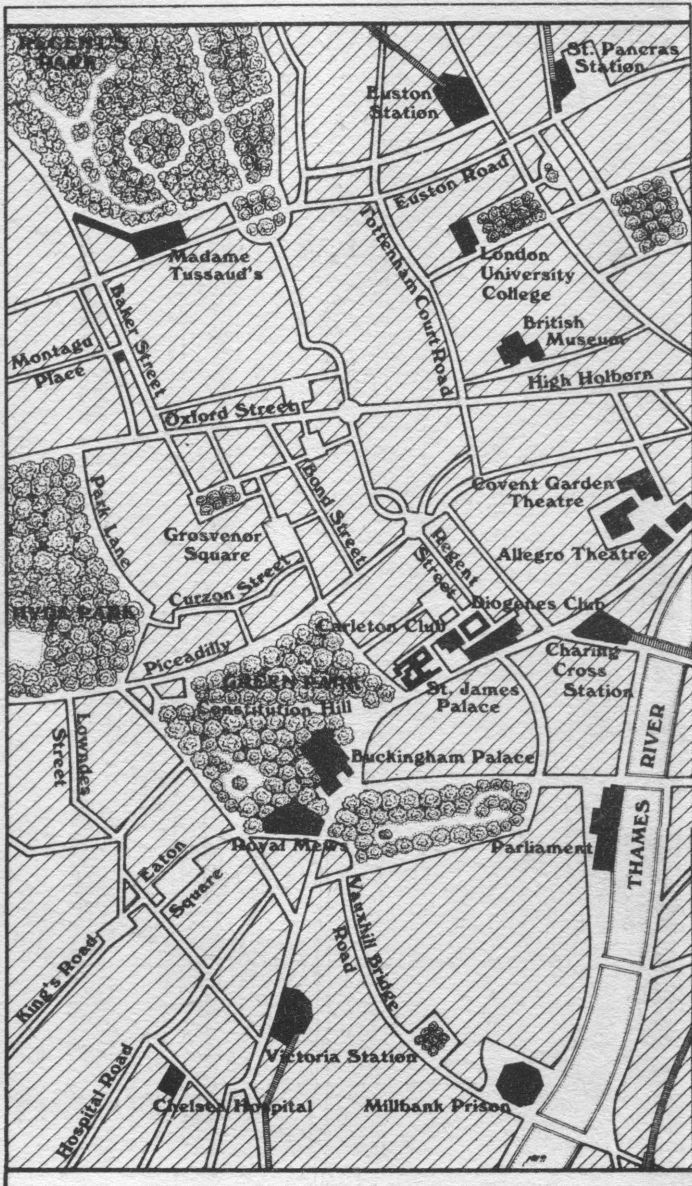 REGENT'S
PARK
St. Pancras
Station
Euston
Station
Euston Road
Madame
Tussaud's
Tottenham Court Road
London
University
College
Baker Street
British
Museum
Montagu
Place
High Holborn
Oxford Street
Park Lane
Bond Street
Covent Garden
Theatre
Grosvenor
Square
Regent
Street
Allegro Theatre
Curzon Street
HYDE PARK
Diogenes Club
Carleton Club
Piccadilly
Charing
Cross
Station
GREEN PARK
St. James
Palace
Constitution Hill
Lowndes
Street
Buckingham Palace
THAMES RIVER
Royal Mews
Parliament
Eaton
Square
Vauxhill Bridge
Road
King's Road
Victoria Station
Hospital Road
Chelsea Hospital
Millbank Prison